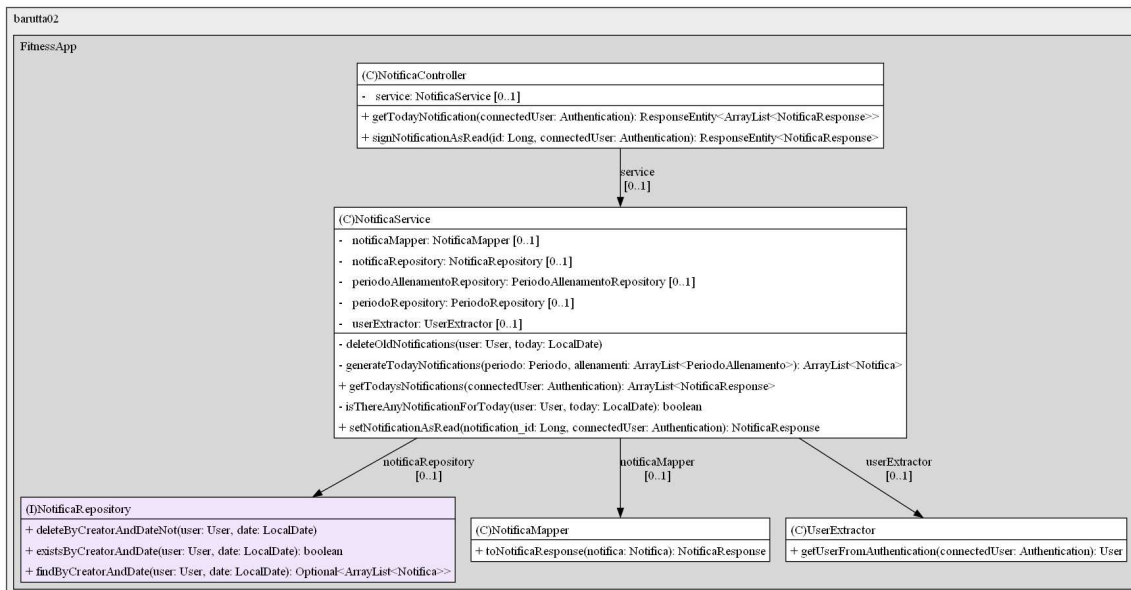 barutta02
FitnessApp
(C)NotificaController
- service: NotificaService [0..1]
+ getTodayNotification(connectedUser: Authentication): ResponseEntity<ArrayList<NotificaResponse>>
+ signNotificationAsRead(id: Long, connectedUser: Authentication): ResponseEntity<NotificaResponse>
service
[0..1]
(C)NotificaService
- notificaMapper: NotificaMapper [0..1]
- notificaRepository: NotificaRepository [0..1]
- periodoAllenamentoRepository: PeriodoAllenamentoRepository [0..1]
- periodoRepository: PeriodoRepository [0..1]
- userExtractor: UserExtractor [0..1]
- deleteOldNotifications(user: User, today: LocalDate)
- generateTodayNotifications(periodo: Periodo, allenamenti: ArrayList<PeriodoAllenamento>): ArrayList<Notifica>
+ getTodaysNotifications(connectedUser: Authentication): ArrayList<NotificaResponse>
- isThereAnyNotificationForToday(user: User, today: LocalDate): boolean
+ setNotificationAsRead(notification_id: Long, connectedUser: Authentication): NotificaResponse
notificaRepository
[0..1]
notificaMapper
[0..1]
userExtractor
[0..1]
(I)NotificaRepository
+ deleteByCreatorAndDateNot(user: User, date: LocalDate)
+ existsByCreatorAndDate(user: User, date: LocalDate): boolean
+ findByCreatorAndDate(user: User, date: LocalDate): Optional<ArrayList<Notifica>>
(C)NotificaMapper
+ toNotificaResponse(notifica: Notifica): NotificaResponse
(C)UserExtractor
+ getUserFromAuthentication(connectedUser: Authentication): User